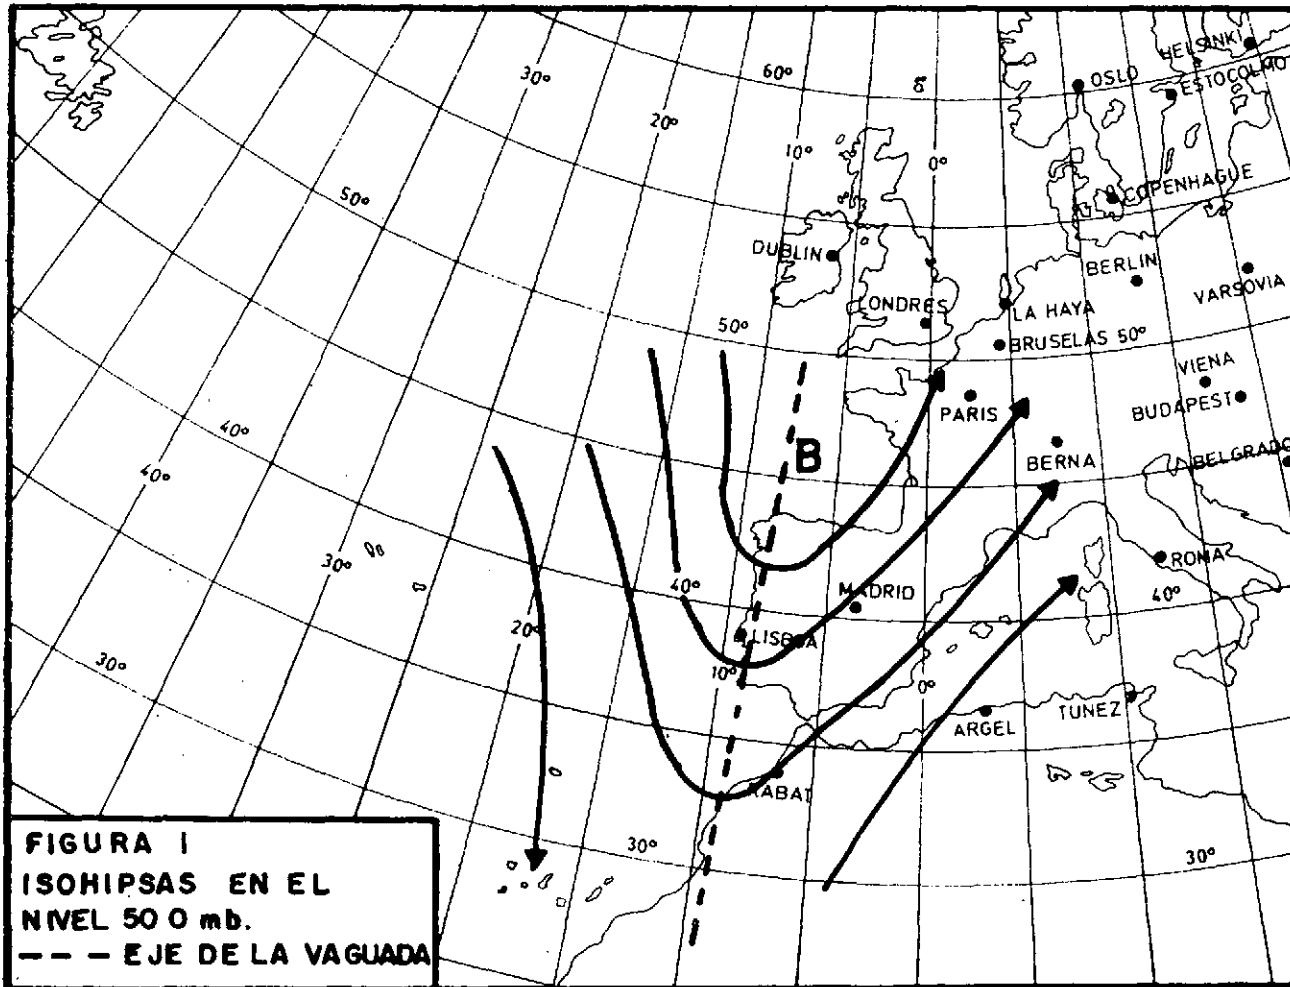 HELSINKI
30°
60°
δ
OSLO
ESTOCOLMO
20°
10°
0°
50°
COPENHAGUE
DUBLIN
BERLIN
VARSOVIA
LONDRES
LA HAYA
50°
BRUSELAS 50°
VIENA
PARIS
BUDAPEST
40°
B
BERNA
BELGRADO
40°
ROMA
30°
40°
MADRID
40°
20°
LISBOA
30°
10°
0°
ARGEL
TUNEZ
RABAT
30°
30°
FIGURA I
ISOHIPSAS EN EL
NIVEL 500 mb.
--- EJE DE LA VAGUADA